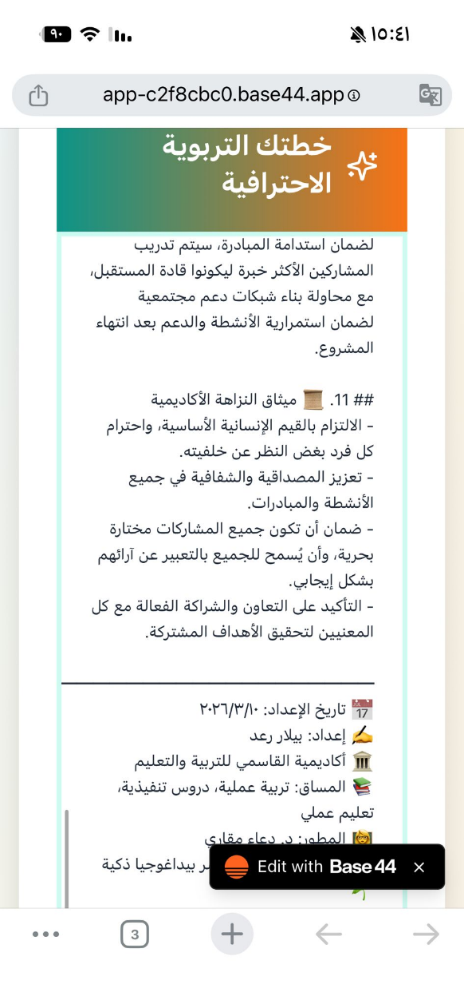 ٩٠
١٥:٤١
app-c2f8cbc0.base44.app
خطتك التربوية
الاحترافية
لضمان استدامة المبادرة، سيتم تدريب
المشاركين الأكثر خبرة ليكونوا قادة المستقبل،
مع محاولة بناء شبكات دعم مجتمعية
لضمان استمرارية الأنشطة والدعم بعد انتهاء
المشروع.
## 11. 📜 ميثاق النزاهة الأكاديمية
- الالتزام بالقيم الإنسانية الأساسية، واحترام
كل فرد بغض النظر عن خلفيته.
- تعزيز المصداقية والشفافية في جميع
الأنشطة والمبادرات.
- ضمان أن تكون جميع المشاركات مختارة
بحرية، وأن يُسمح للجميع بالتعبير عن آرائهم
بشكل إيجابي.
- التأكيد على التعاون والشراكة الفعالة مع كل
المعنيين لتحقيق الأهداف المشتركة.
📅 تاريخ الإعداد: ٢٠٢٦/٣/١٠
✍️ إعداد: بيلار رعد
🏛️ أكاديمية القاسمي للتربية والتعليم
📚 المساق: تربية عملية، دروس تنفيذية،
تعليم عملي
👩‍🏫 المطور: د. دعاء مقاري
بيداغوجيا ذكية
Edit with Base44 ×
3